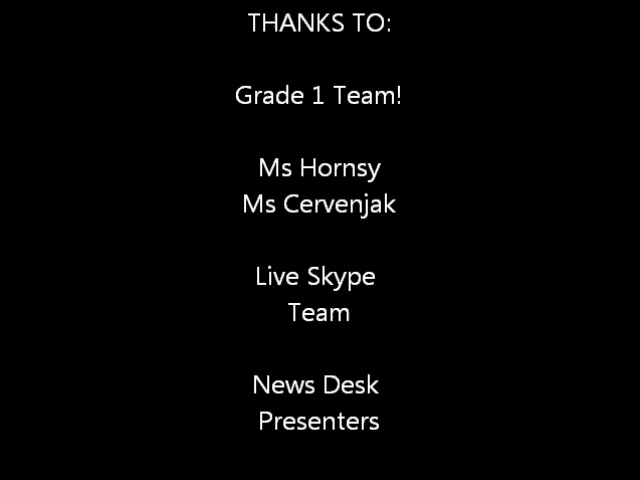 THANKS TO:
Grade 1 Team!
Ms Hornsy
Ms Cervenjak
Live Skype
Team
News Desk
Presenters